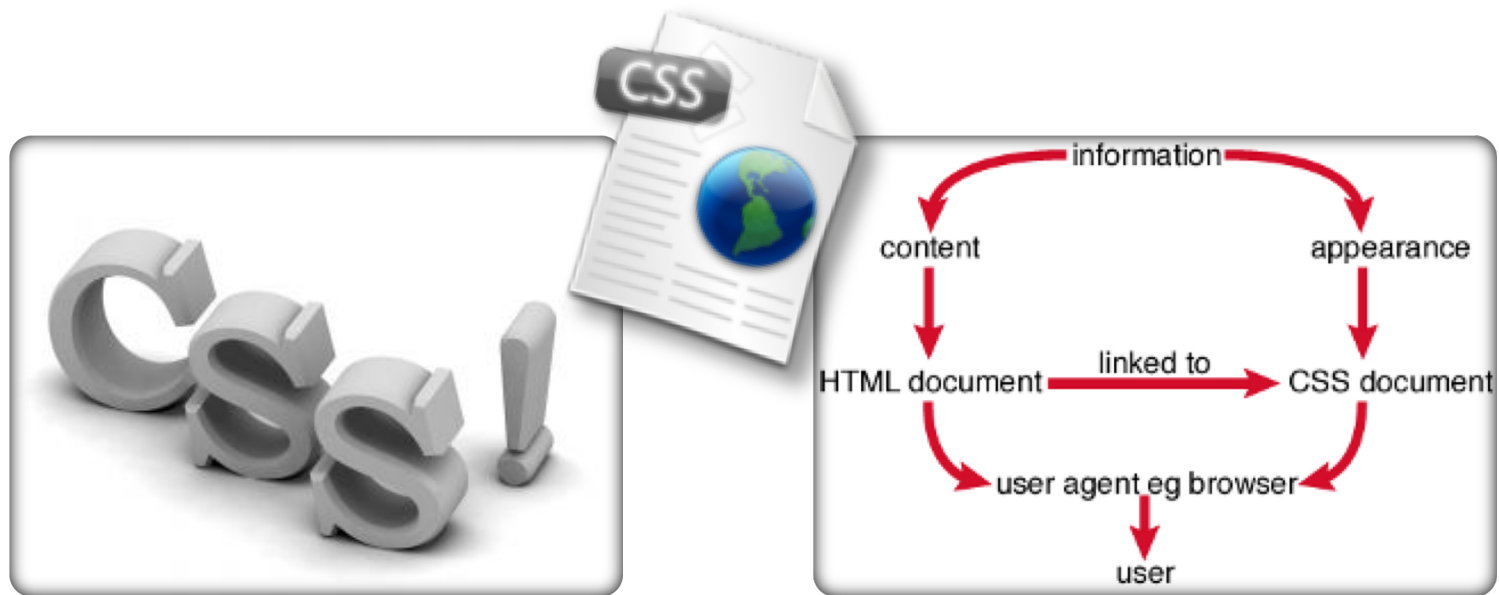 CSS
css!
information
content
appearance
linked to
HTML document
CSS document
user agent eg browser
user